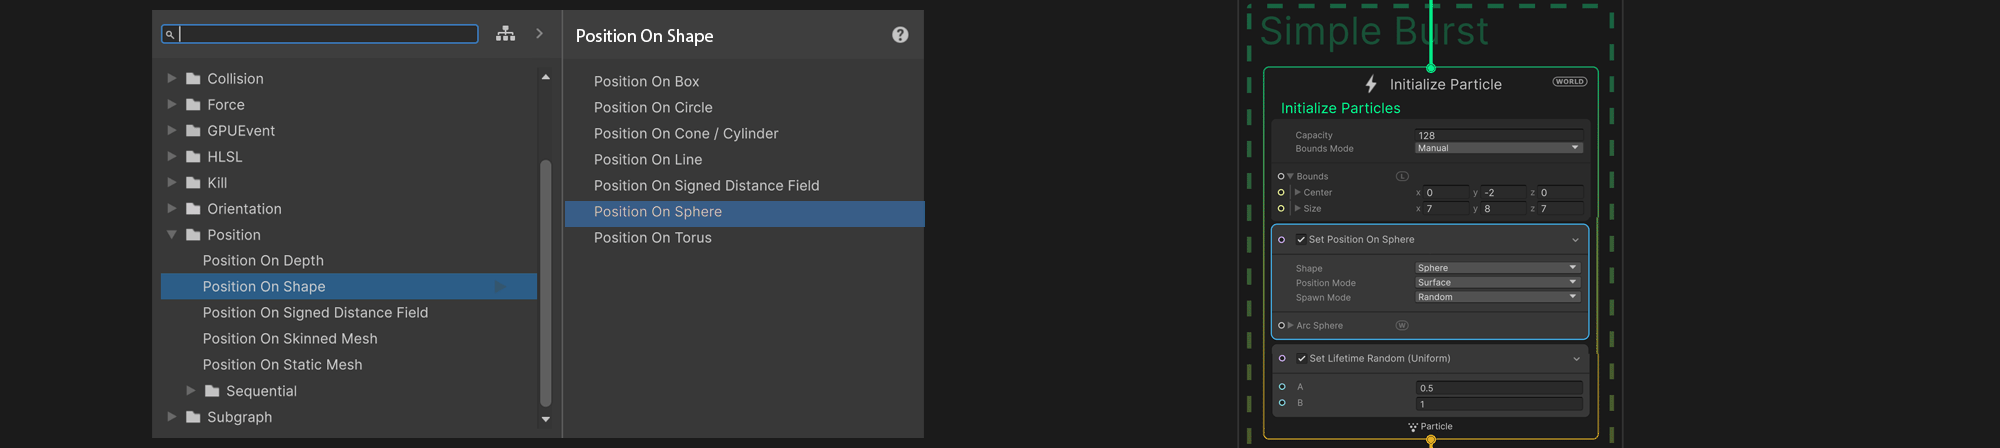 Collision
Force
GPUEvent
HLSL
Kill
Orientation
Position
Position On Depth
Position On Shape
Position On Signed Distance Field
Position On Skinned Mesh
Position On Static Mesh
Sequential
Subgraph
Position On Shape ?
Position On Box
Position On Circle
Position On Cone / Cylinder
Position On Line
Position On Signed Distance Field
Position On Sphere
Position On Torus
Simple Burst
Initialize Particle WORLD
Initialize Particles
Capacity 128
Bounds Mode Manual
Bounds L
Center x 0 y -2 z 0
Size x 7 y 8 z 7
Set Position On Sphere
Shape Sphere
Position Mode Surface
Spawn Mode Random
Arc Sphere W
Set Lifetime Random (Uniform)
A 0.5
B 1
Particle